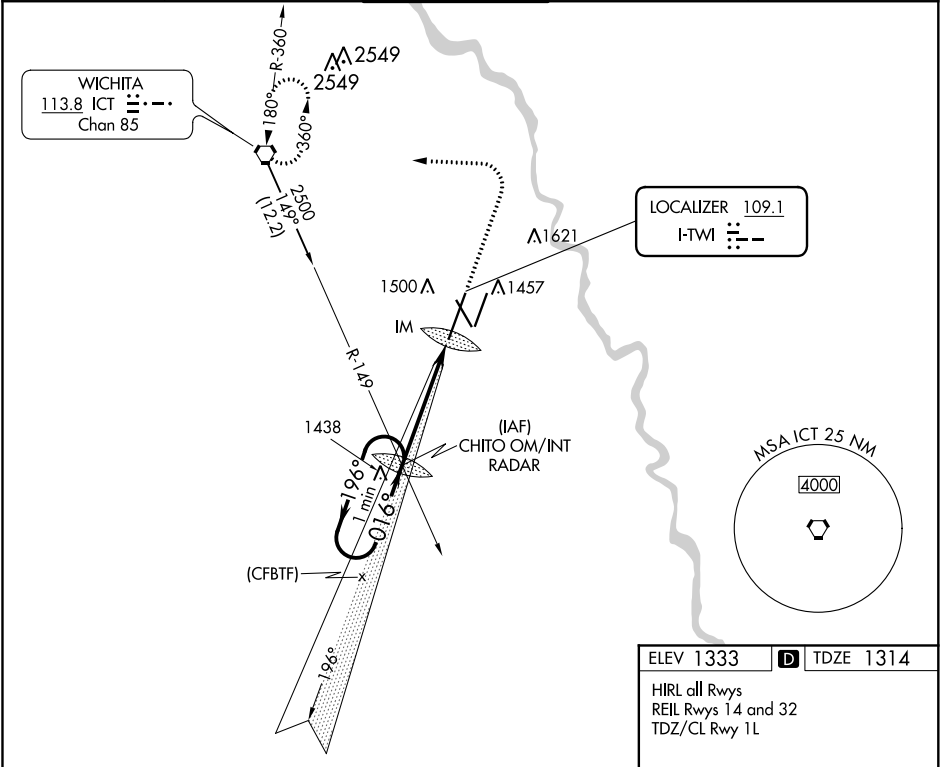 R-360
180°
360°
2549
2549
WICHITA
113.8 ICT
Chan 85
2500
149°
(12.2)
LOCALIZER 109.1
I-TWI
1621
1500
1457
IM
R-149
1438
(IAF)
CHITO OM/INT
RADAR
196°
1 min
016°
(CFBTF)
x
196°
MSA ICT 25 NM
4000
ELEV 1333 D TDZE 1314
HIRL all Rwys
REIL Rwys 14 and 32
TDZ/CL Rwy 1L